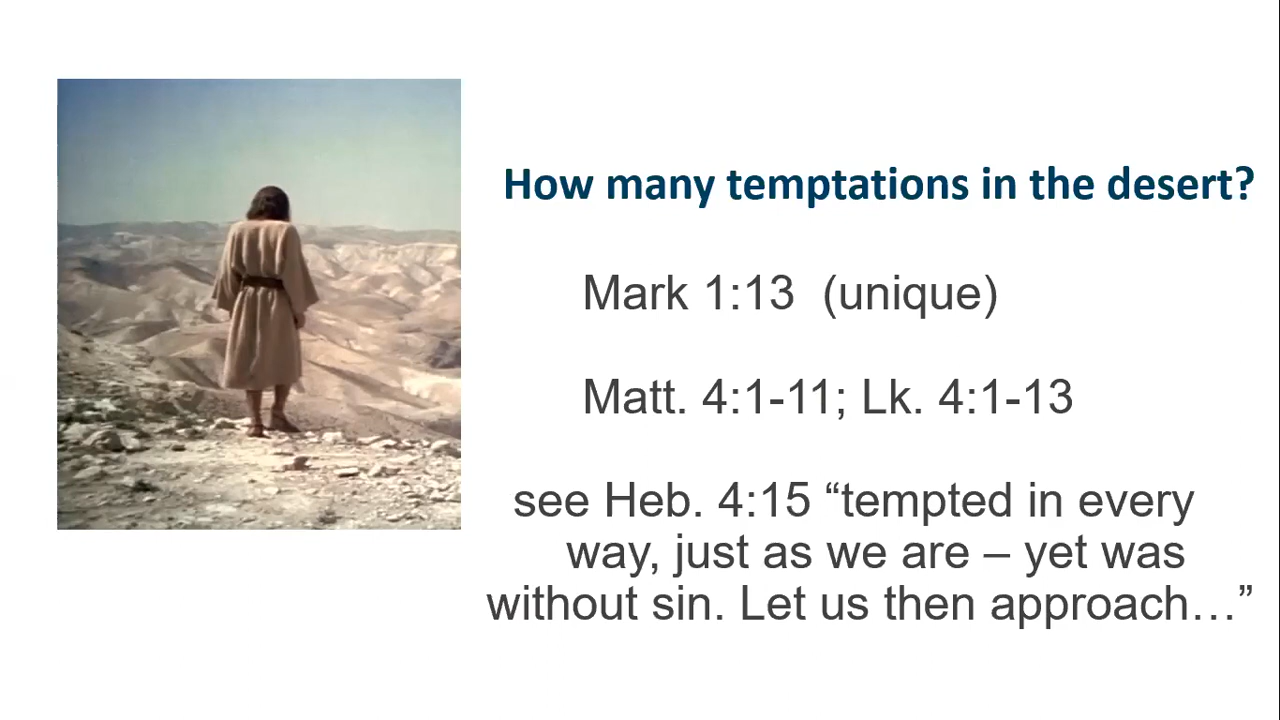 How many temptations in the desert?
Mark 1:13 (unique)
Matt. 4:1-11; Lk. 4:1-13
see Heb. 4:15 “tempted in every
way, just as we are – yet was
without sin. Let us then approach…”